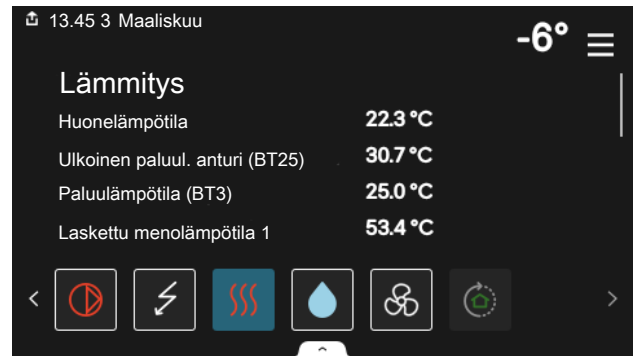 13.45 3 Maaliskuu
-6°
Lämmitys
Huonelämpötila 22.3 °C
Ulkoinen paluul. anturi (BT25) 30.7 °C
Paluulämpötila (BT3) 25.0 °C
Laskettu menolämpötila 1 53.4 °C